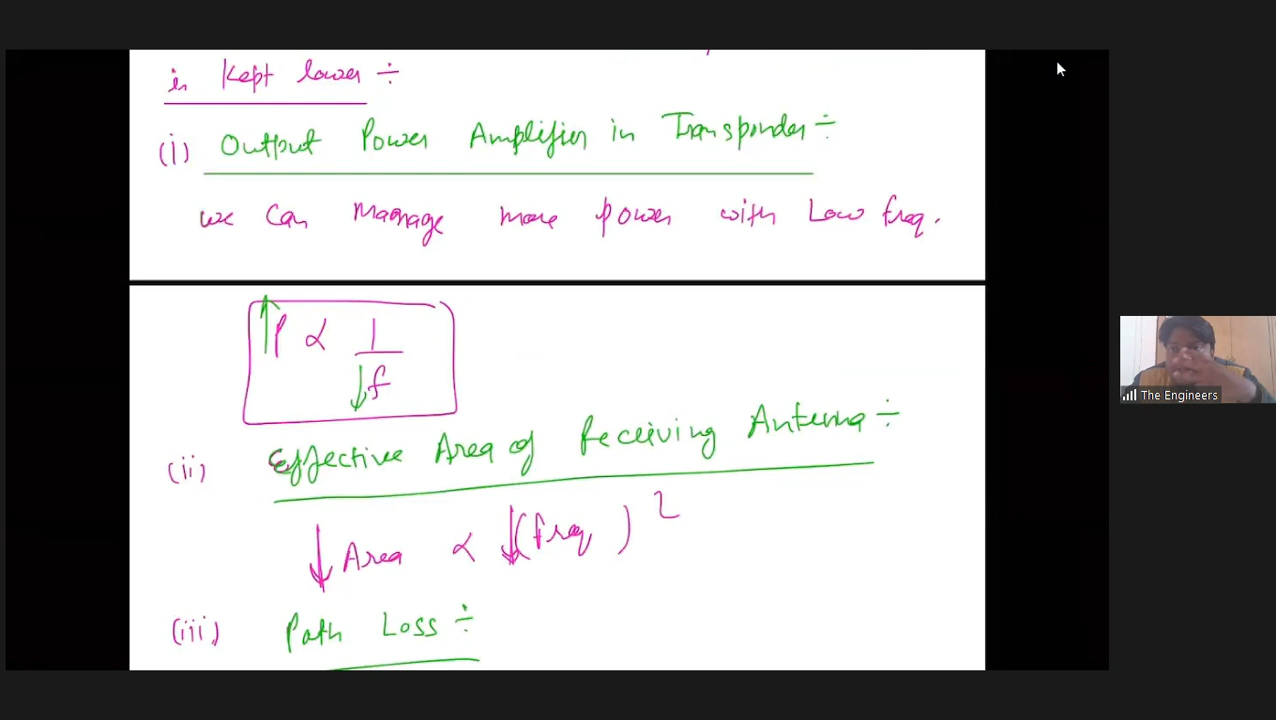 is kept lower ÷
(i) Output Power Amplifier in Transponder ÷
we can manage more power with Low freq.
↑P ∝ 1/↓f
(ii) Effective Area of Receiving Antenna ÷
↓Area ∝ ↓(freq)²
(iii) Path Loss ÷
The Engineers